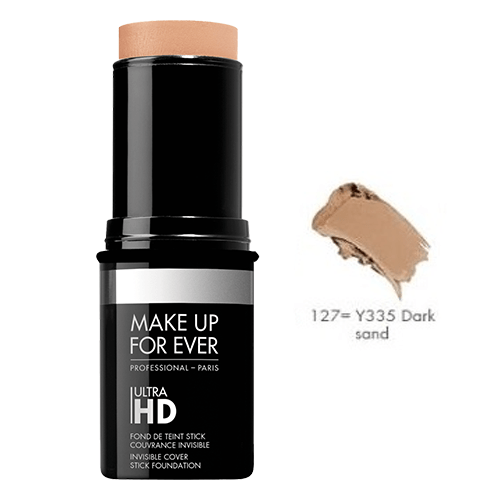 MAKE UP
FOR EVER
PROFESSIONAL – PARIS
ULTRA
HD
FOND DE TEINT STICK
COUVRANCE INVISIBLE
INVISIBLE COVER
STICK FOUNDATION
127= Y335 Dark
sand